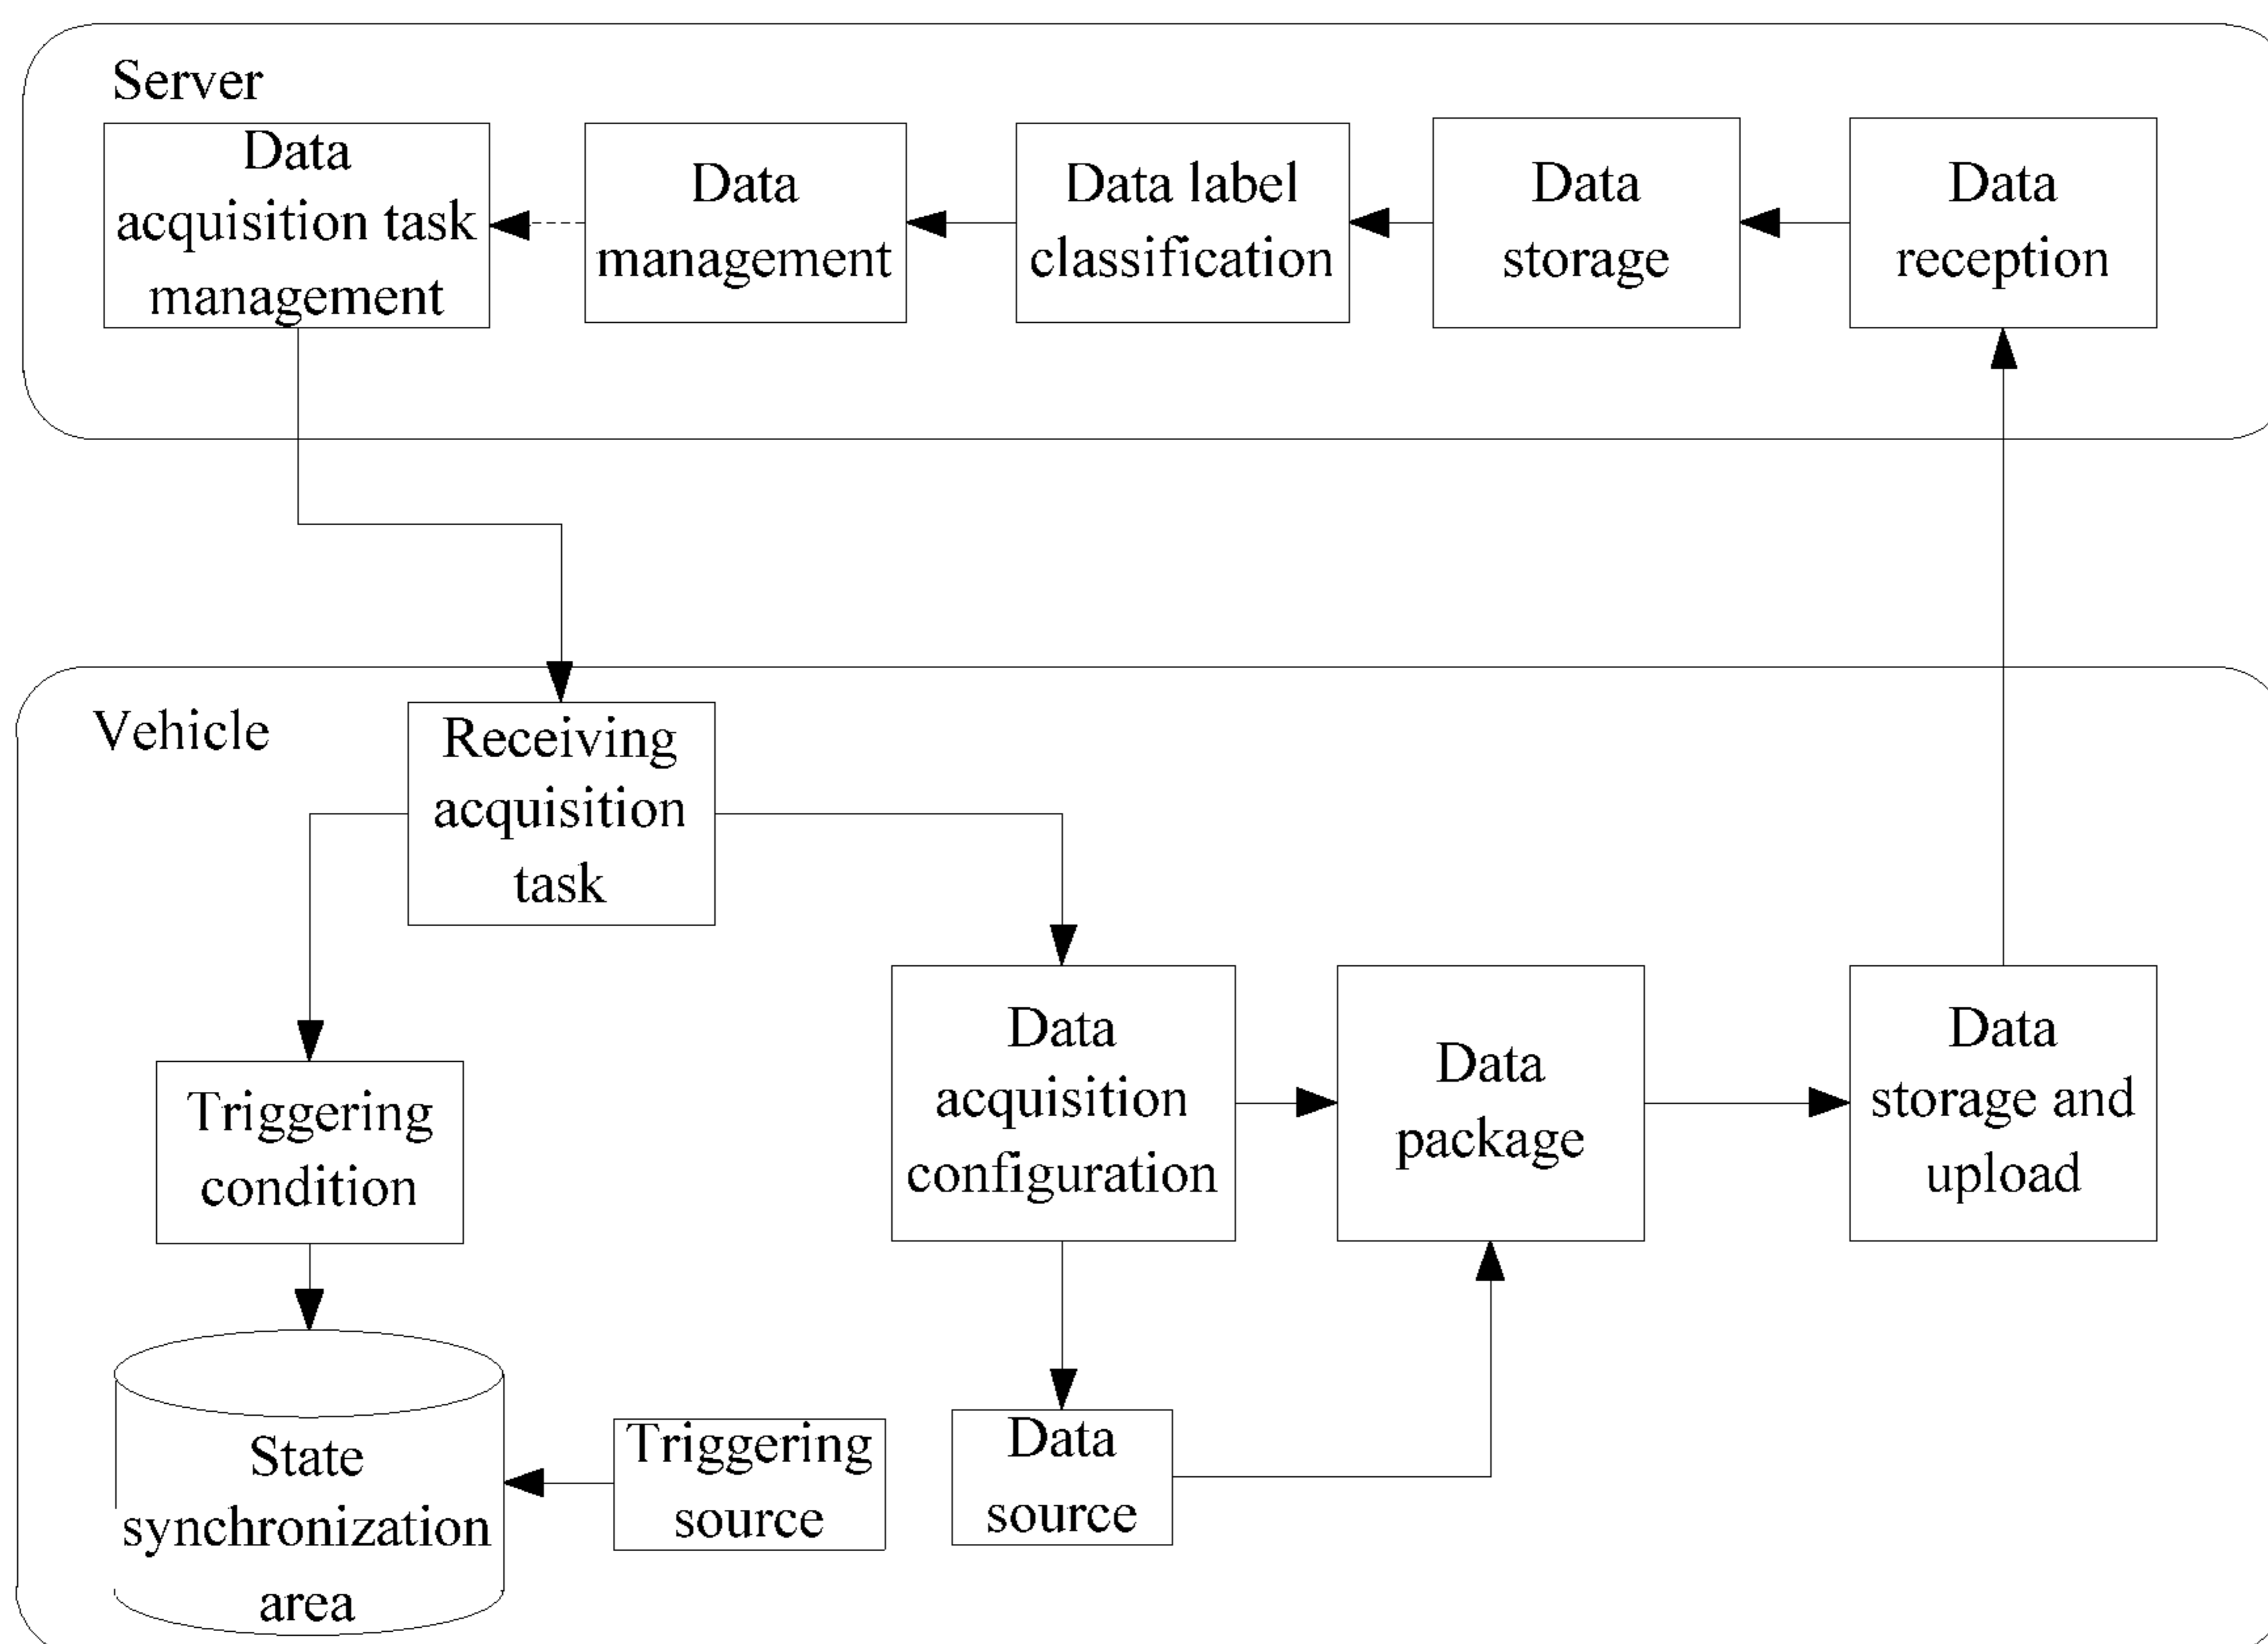 Server
Data
acquisition task
management
Data
management
Data label
classification
Data
storage
Data
reception
Vehicle
Receiving
acquisition
task
Triggering
condition
Data
acquisition
configuration
Data
package
Data
storage and
upload
State
synchronization
area
Triggering
source
Data
source